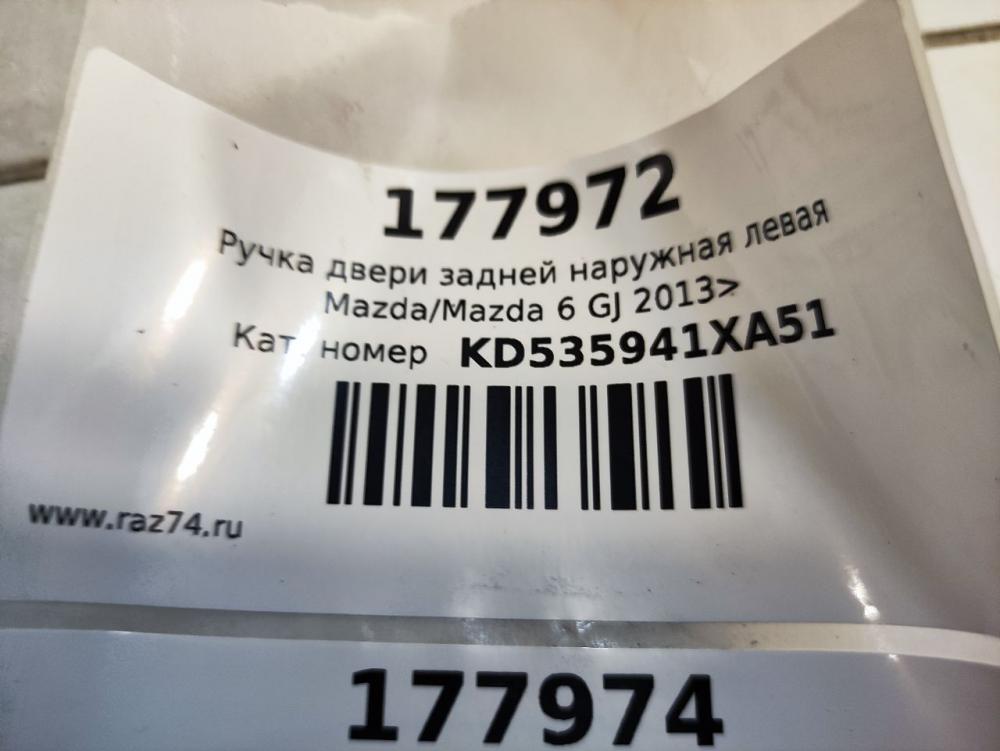 177972
Ручка двери задней наружная левая
Mazda/Mazda 6 GJ 2013>
Кат. номер KD535941XA51
www.raz74.ru
177974